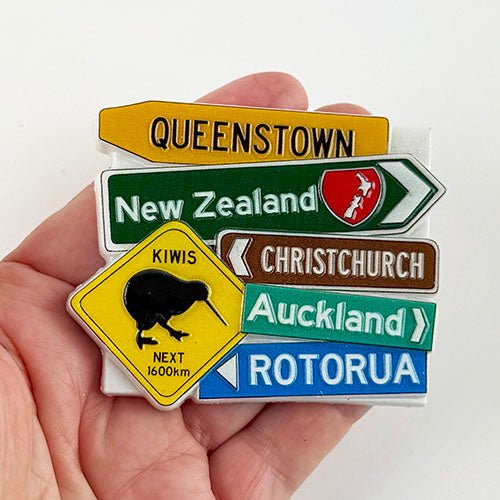 QUEENSTOWN
New Zealand
CHRISTCHURCH
KIWIS
NEXT
1600km
Auckland
ROTORUA